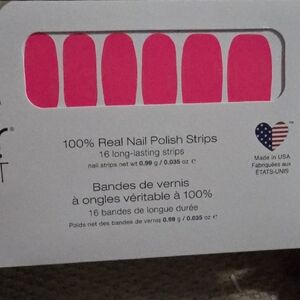 100% Real Nail Polish Strips
16 long-lasting strips
nail strips net wt 0.99 g / 0.035 oz ℮
Made in USA
Fabriquées aux
ÉTATS-UNIS
Bandes de vernis
à ongles véritable à 100%
16 bandes de longue durée
Poids net des bandes de vernis 0.99 g / 0.035 oz ℮